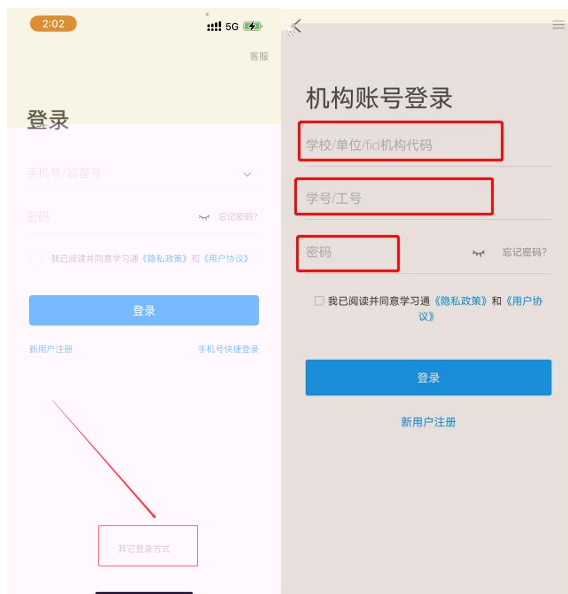 2:02
5G
客服
登录
手机号/超星号
密码
忘记密码?
我已阅读并同意学习通《隐私政策》和《用户协议》
登录
新用户注册
手机号快捷登录
其它登录方式
机构账号登录
学校/单位/fid机构代码
学号/工号
密码
忘记密码?
我已阅读并同意学习通《隐私政策》和《用户协
议》
登录
新用户注册